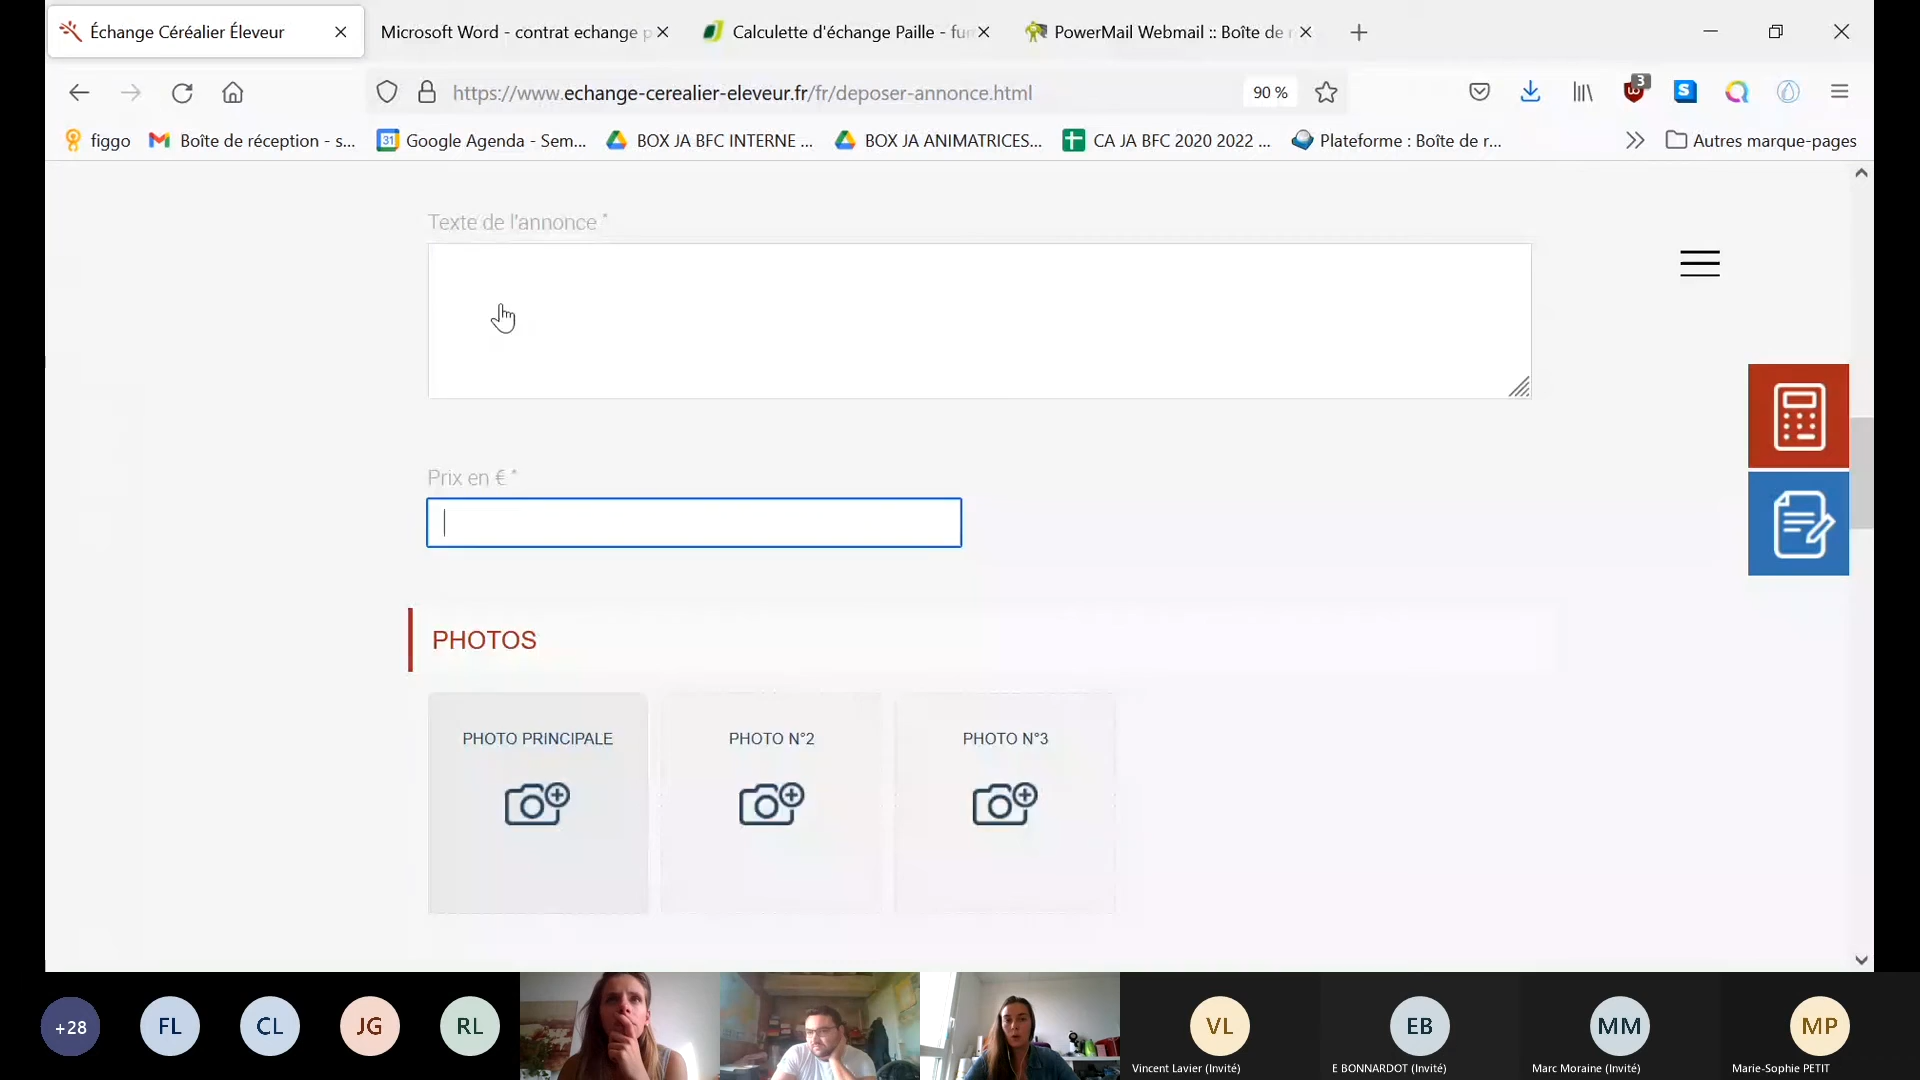 Échange Céréalier Éleveur
Microsoft Word - contrat echange p
Calculette d'échange Paille - fu
PowerMail Webmail :: Boîte de r
https://www.echange-cerealier-eleveur.fr/fr/deposer-annonce.html
90 %
3
figgo
Boîte de réception - s...
31
Google Agenda - Sem...
BOX JA BFC INTERNE ...
BOX JA ANIMATRICES...
CA JA BFC 2020 2022 ...
Plateforme : Boîte de r...
Autres marque-pages
Texte de l'annonce *
Prix en € *
PHOTOS
PHOTO PRINCIPALE
PHOTO N°2
PHOTO N°3
+28
FL
CL
JG
RL
VL
Vincent Lavier (Invité)
EB
E BONNARDOT (Invité)
MM
Marc Moraine (Invité)
MP
Marie-Sophie PETIT